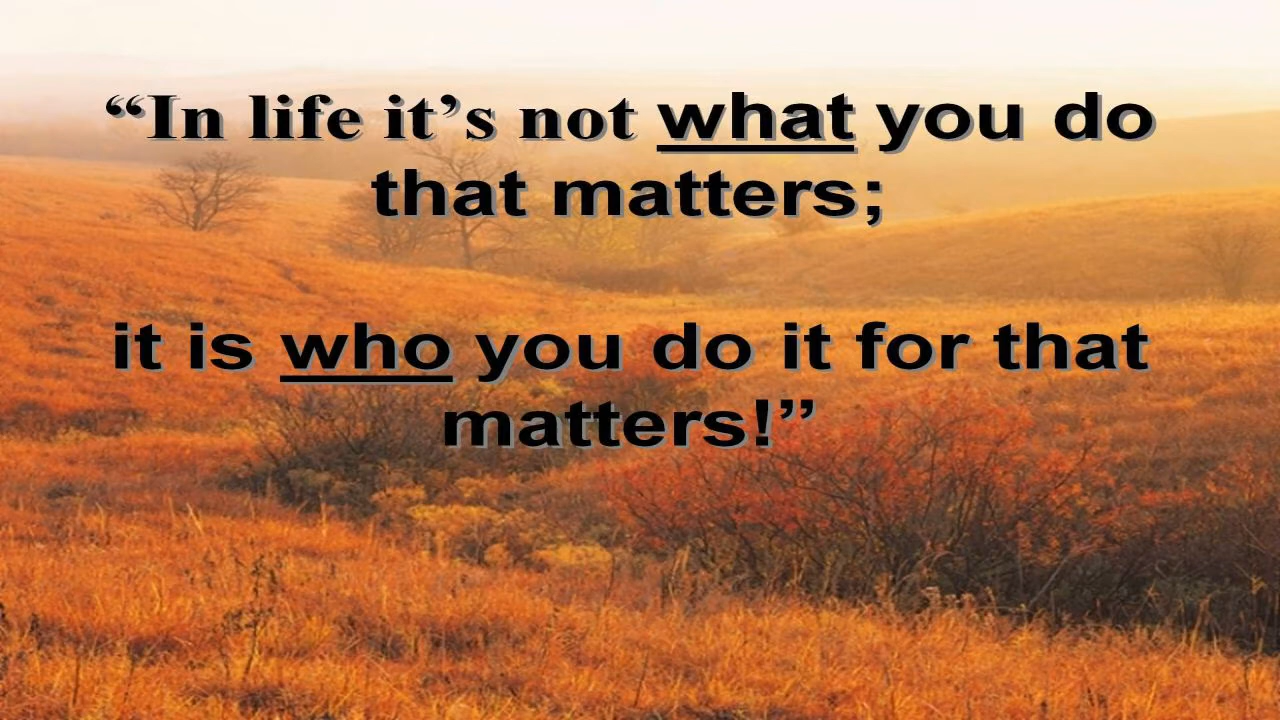 “In life it’s not what you do
that matters;
it is who you do it for that
matters!”